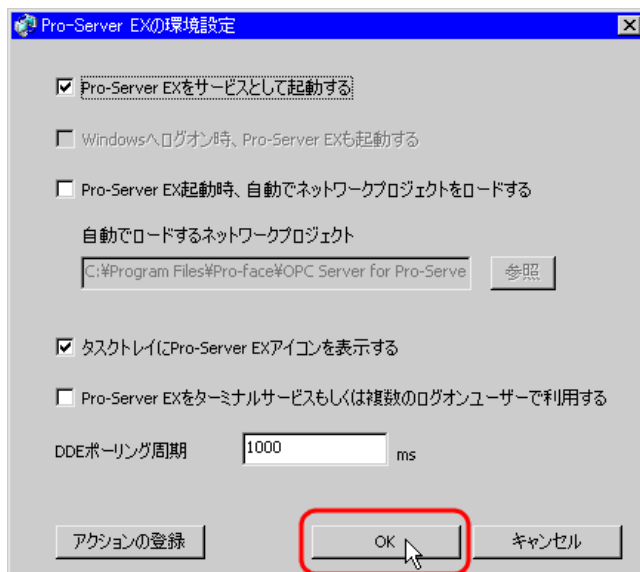 Pro-Server EXの環境設定
Pro-Server EXをサービスとして起動する
Windowsへログオン時、Pro-Server EXも起動する
Pro-Server EX起動時、自動でネットワークプロジェクトをロードする
自動でロードするネットワークプロジェクト
C:¥Program Files¥Pro-face¥OPC Server for Pro-Serve 参照
タスクトレイにPro-Server EXアイコンを表示する
Pro-Server EXをターミナルサービスもしくは複数のログオンユーザーで利用する
DDEポーリング周期 1000 ms
アクションの登録 OK キャンセル